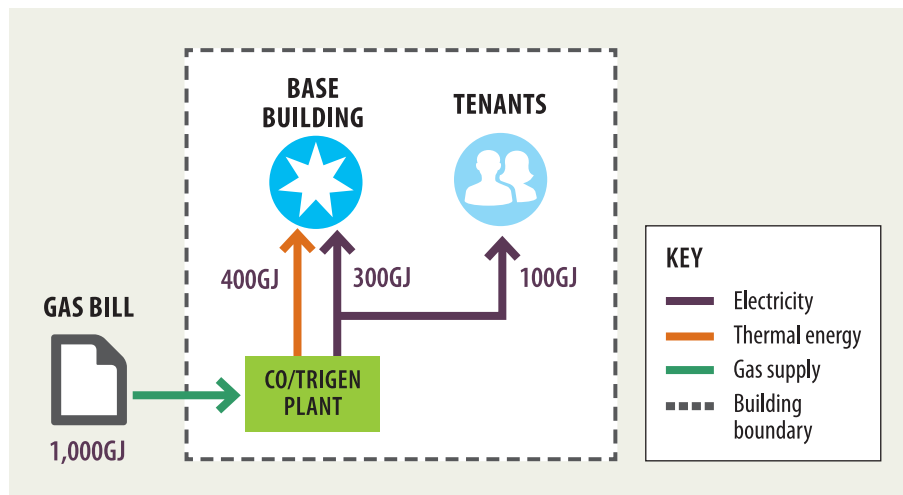 BASE
BUILDING
TENANTS
400GJ
300GJ
100GJ
GAS BILL
1,000GJ
CO/TRIGEN
PLANT
KEY
Electricity
Thermal energy
Gas supply
Building
boundary